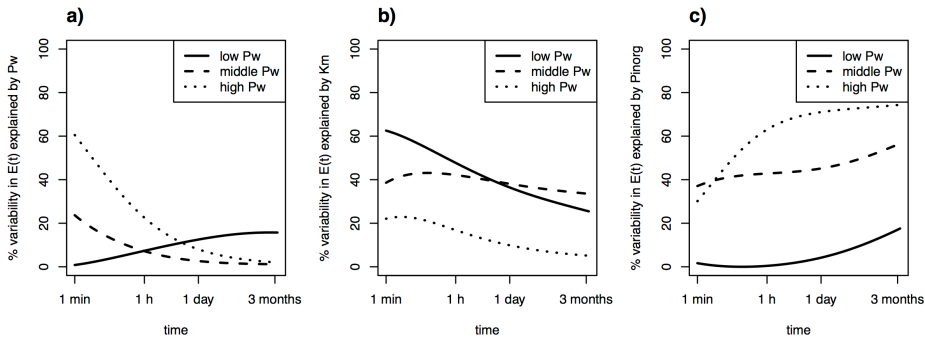 a)
% variability in E(t) explained by Pw
100
80
60
40
20
0
low Pw
middle Pw
high Pw
1 min
1 h
1 day
3 months
time
b)
% variability in E(t) explained by Km
100
80
60
40
20
0
low Pw
middle Pw
high Pw
1 min
1 h
1 day
3 months
time
c)
% variability in E(t) explained by Pinorg
100
80
60
40
20
0
low Pw
middle Pw
high Pw
1 min
1 h
1 day
3 months
time